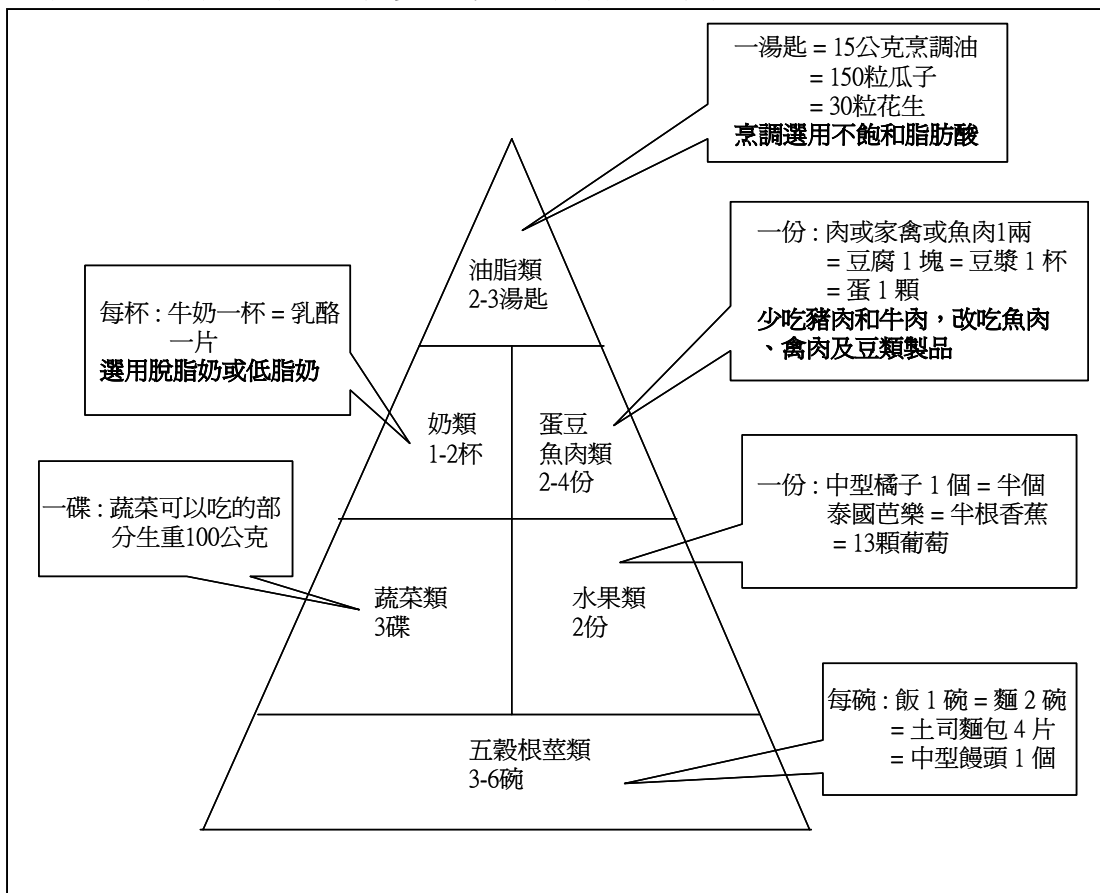 一湯匙 = 15公克烹調油
= 150粒瓜子
= 30粒花生
烹調選用不飽和脂肪酸
油脂類
2-3湯匙
一份 : 肉或家禽或魚肉1兩
= 豆腐 1 塊 = 豆漿 1 杯
= 蛋 1 顆
少吃豬肉和牛肉，改吃魚肉
、禽肉及豆類製品
每杯 : 牛奶一杯 = 乳酪
一片
選用脫脂奶或低脂奶
奶類
1-2杯
蛋豆
魚肉類
2-4份
一碟 : 蔬菜可以吃的部
分生重100公克
一份 : 中型橘子 1 個 = 半個
泰國芭樂 = 半根香蕉
= 13顆葡萄
蔬菜類
3碟
水果類
2份
每碗 : 飯 1 碗 = 麵 2 碗
= 土司麵包 4 片
= 中型饅頭 1 個
五穀根莖類
3-6碗